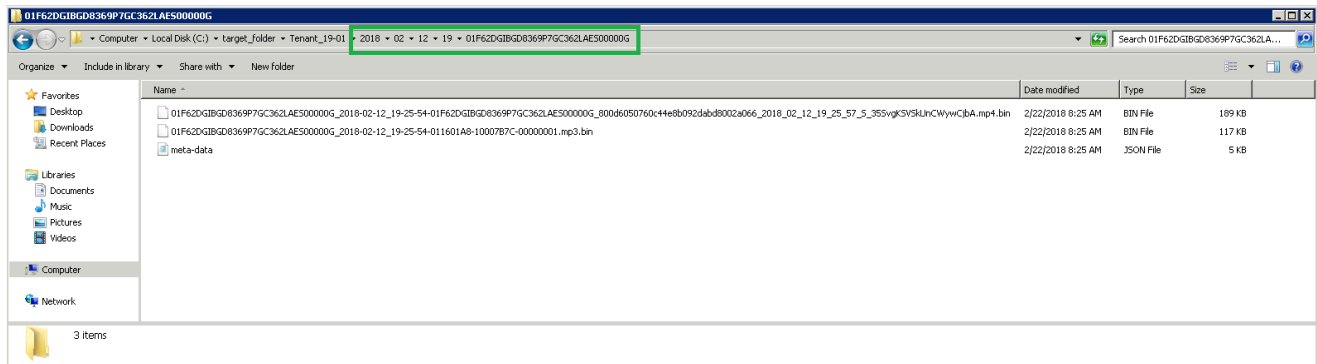 01F62DGIBGD8369P7GC362LAES00000G
Computer Local Disk (C:) target_folder Tenant_19-01 2018 02 12 19 01F62DGIBGD8369P7GC362LAES00000G Search 01F62DGIBGD8369P7GC362LA...
Organize Include in library Share with New folder
Favorites
Desktop
Downloads
Recent Places
Libraries
Documents
Music
Pictures
Videos
Computer
Network
Name Date modified Type Size
01F62DGIBGD8369P7GC362LAES00000G_2018-02-12_19-25-54-01F62DGIBGD8369P7GC362LAES00000G_800d6050760c44e8b092dabd8002a066_2018_02_12_19_25_57_5_355vgKSVSkUnCWywCjbA.mp4.bin 2/22/2018 8:25 AM BIN File 189 KB
01F62DGIBGD8369P7GC362LAES00000G_2018-02-12_19-25-54-011601A8-10007B7C-00000001.mp3.bin 2/22/2018 8:25 AM BIN File 117 KB
meta-data 2/22/2018 8:25 AM JSON File 5 KB
3 items